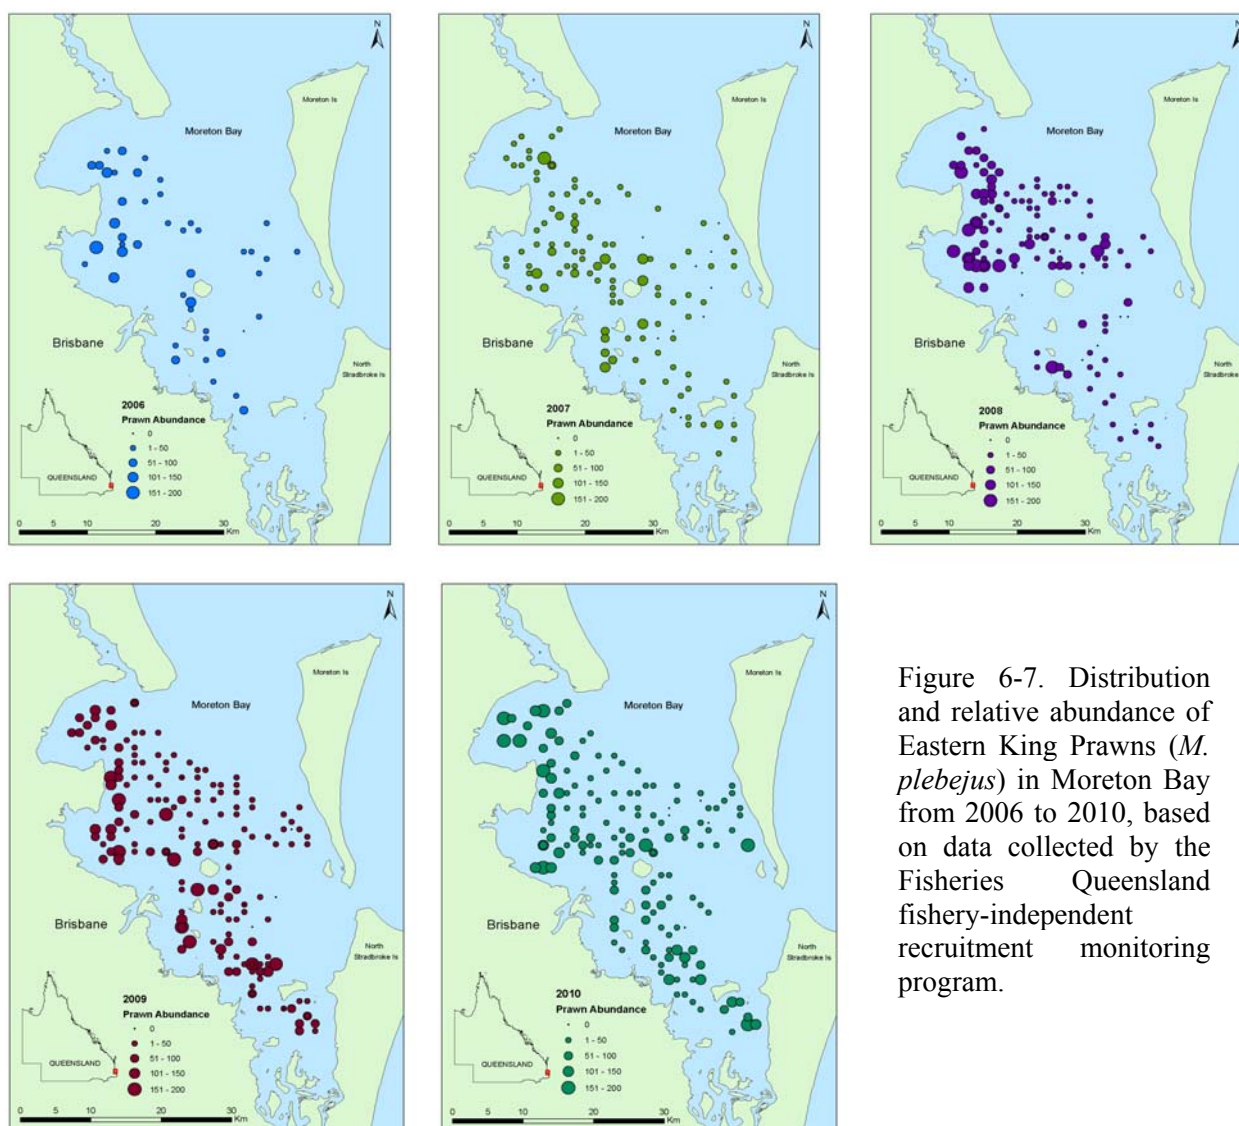 N
Moreton Is
Moreton Bay
Brisbane
North
Stradbroke Is
2006
Prawn Abundance
0
1 - 50
51 - 100
101 - 150
151 - 200
QUEENSLAND
0 10 20 30
Km
N
Moreton Is
Moreton Bay
Brisbane
North
Stradbroke Is
2007
Prawn Abundance
0
1 - 50
51 - 100
101 - 150
151 - 200
QUEENSLAND
0 10 20 30
Km
N
Moreton Is
Moreton Bay
Brisbane
North
Stradbroke Is
2008
Prawn Abundance
0
1 - 50
51 - 100
101 - 150
151 - 200
QUEENSLAND
0 10 20 30
Km
N
Moreton Is
Moreton Bay
Brisbane
North
Stradbroke Is
2009
Prawn Abundance
0
1 - 50
51 - 100
101 - 150
151 - 200
QUEENSLAND
0 10 20 30
Km
N
Moreton Is
Moreton Bay
Brisbane
North
Stradbroke Is
2010
Prawn Abundance
0
1 - 50
51 - 100
101 - 150
151 - 200
QUEENSLAND
0 10 20 30
Km
Figure 6-7. Distribution
and relative abundance of
Eastern King Prawns (M.
plebejus) in Moreton Bay
from 2006 to 2010, based
on data collected by the
Fisheries Queensland
fishery-independent
recruitment monitoring
program.